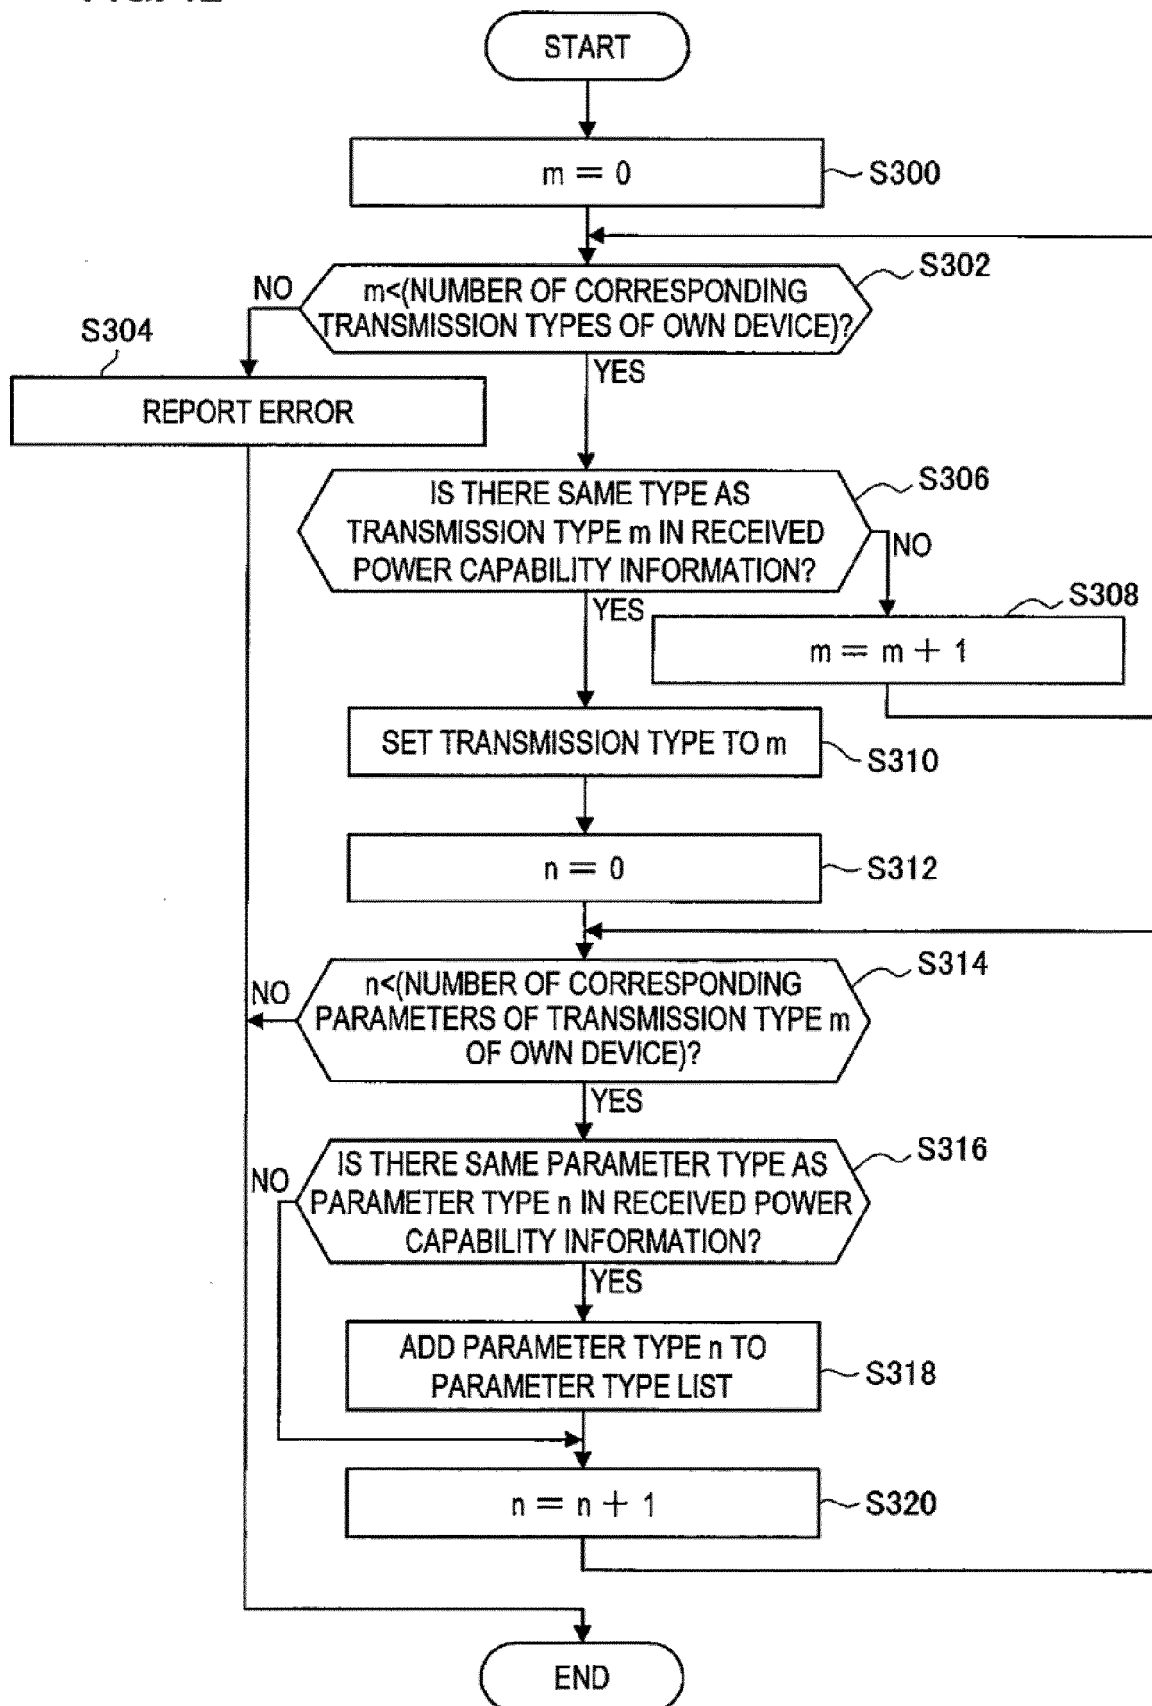 START
m = 0
S300
S302
NO
m<(NUMBER OF CORRESPONDING
TRANSMISSION TYPES OF OWN DEVICE)?
S304
YES
REPORT ERROR
S306
IS THERE SAME TYPE AS
TRANSMISSION TYPE m IN RECEIVED
POWER CAPABILITY INFORMATION?
NO
YES
S308
m = m + 1
SET TRANSMISSION TYPE TO m
S310
n = 0
S312
S314
NO
n<(NUMBER OF CORRESPONDING
PARAMETERS OF TRANSMISSION TYPE m
OF OWN DEVICE)?
YES
S316
NO
IS THERE SAME PARAMETER TYPE AS
PARAMETER TYPE n IN RECEIVED POWER
CAPABILITY INFORMATION?
YES
ADD PARAMETER TYPE n TO
PARAMETER TYPE LIST
S318
n = n + 1
S320
END